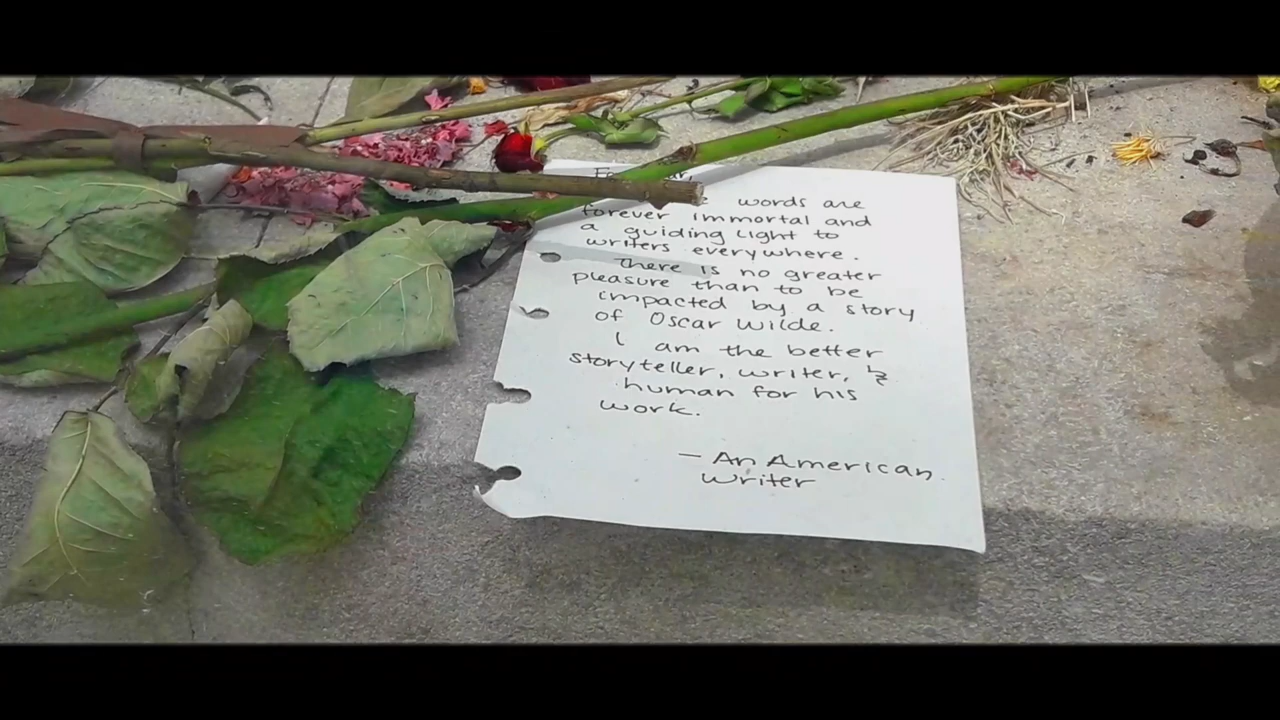 words are
forever immortal and
a guiding light to
writers everywhere.
There is no greater
pleasure than to be
impacted by a story
of Oscar Wilde.
I am the better
storyteller, writer, &
human for his
work.
— An American
Writer